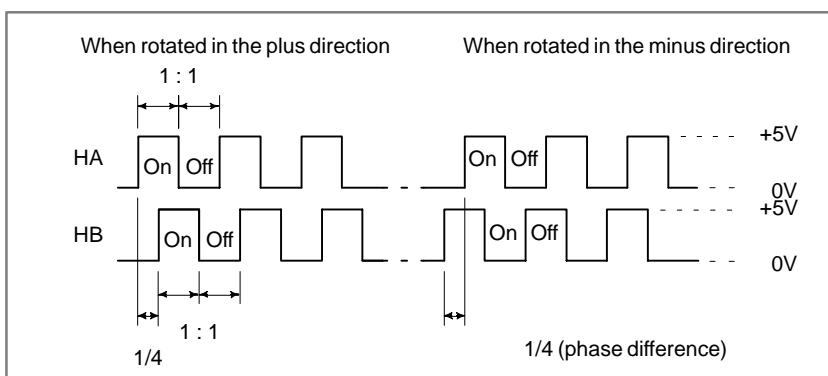 When rotated in the plus direction
When rotated in the minus direction
1 : 1
HA
On
Off
On
Off
+5V
0V
HB
On
Off
On
Off
+5V
0V
1 : 1
1/4
1/4 (phase difference)